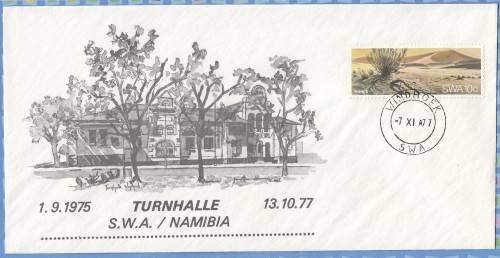 SWA 10c
WINDHOEK
-7 XI 77
SWA
1.9.1975 TURNHALLE 13.10.77
S.W.A. / NAMIBIA